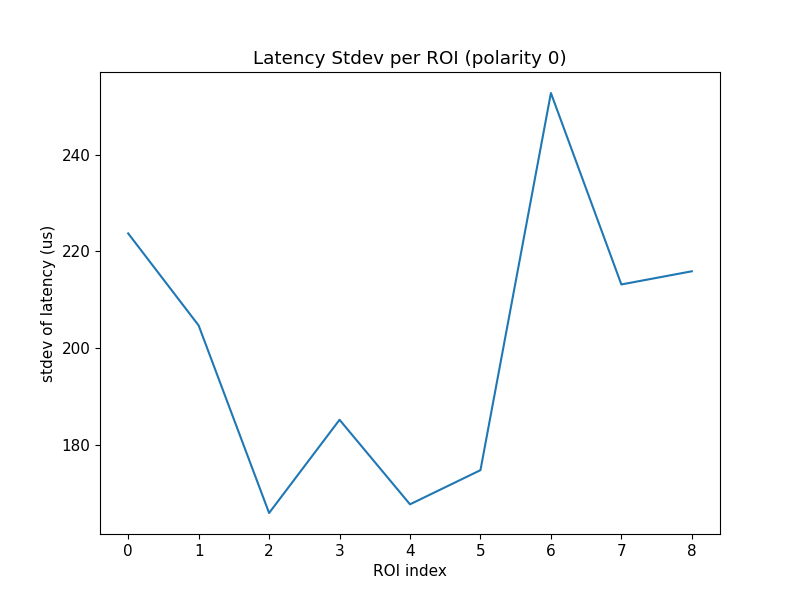 Latency Stdev per ROI (polarity 0)
240
220
200
180
stdev of latency (us)
0 1 2 3 4 5 6 7 8
ROI index